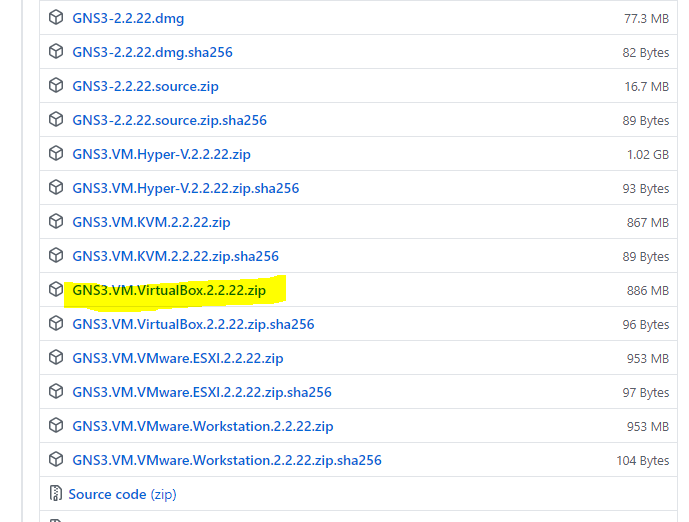 GNS3-2.2.22.dmg 77.3 MB
GNS3-2.2.22.dmg.sha256 82 Bytes
GNS3-2.2.22.source.zip 16.7 MB
GNS3-2.2.22.source.zip.sha256 89 Bytes
GNS3.VM.Hyper-V.2.2.22.zip 1.02 GB
GNS3.VM.Hyper-V.2.2.22.zip.sha256 93 Bytes
GNS3.VM.KVM.2.2.22.zip 867 MB
GNS3.VM.KVM.2.2.22.zip.sha256 89 Bytes
GNS3.VM.VirtualBox.2.2.22.zip 886 MB
GNS3.VM.VirtualBox.2.2.22.zip.sha256 96 Bytes
GNS3.VM.VMware.ESXI.2.2.22.zip 953 MB
GNS3.VM.VMware.ESXI.2.2.22.zip.sha256 97 Bytes
GNS3.VM.VMware.Workstation.2.2.22.zip 953 MB
GNS3.VM.VMware.Workstation.2.2.22.zip.sha256 104 Bytes
Source code (zip)